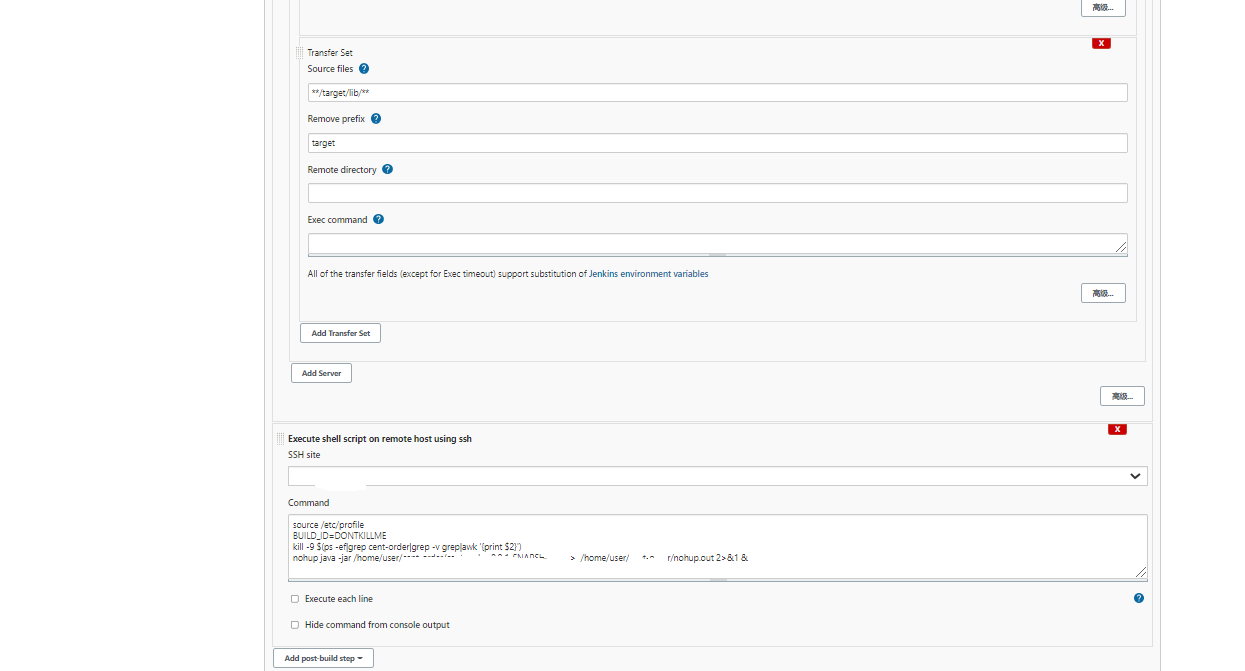 高级...
X
Transfer Set
Source files ?
**/target/lib/**
Remove prefix ?
target
Remote directory ?
Exec command ?
All of the transfer fields (except for Exec timeout) support substitution of Jenkins environment variables
高级...
Add Transfer Set
Add Server
高级...
X
Execute shell script on remote host using ssh
SSH site
Command
source /etc/profile
BUILD_ID=DONTKILLME
kill -9 $(ps -ef|grep cent-order|grep -v grep|awk '{print $2}')
nohup java -jar /home/user/ > /home/user/ r/nohup.out 2>&1 &
Execute each line ?
Hide command from console output
Add post-build step